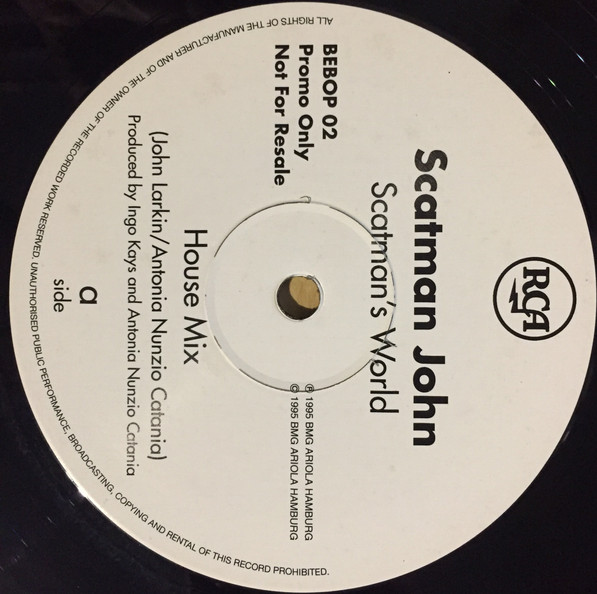 RCA
Scatman John
Scatman's World
BEBOP 02
Promo Only
Not For Resale
℗ 1995 BMG ARIOLA HAMBURG
© 1995 BMG ARIOLA HAMBURG
House Mix
(John Larkin/Antonia Nunzio Catania)
Produced by Ingo Kays and Antonia Nunzio Catania
a
side
ALL RIGHTS OF THE MANUFACTURER AND OF THE OWNER OF THE RECORDED WORK RESERVED. UNAUTHORISED PUBLIC PERFORMANCE, BROADCASTING, COPYING AND RENTAL OF THIS RECORD PROHIBITED.